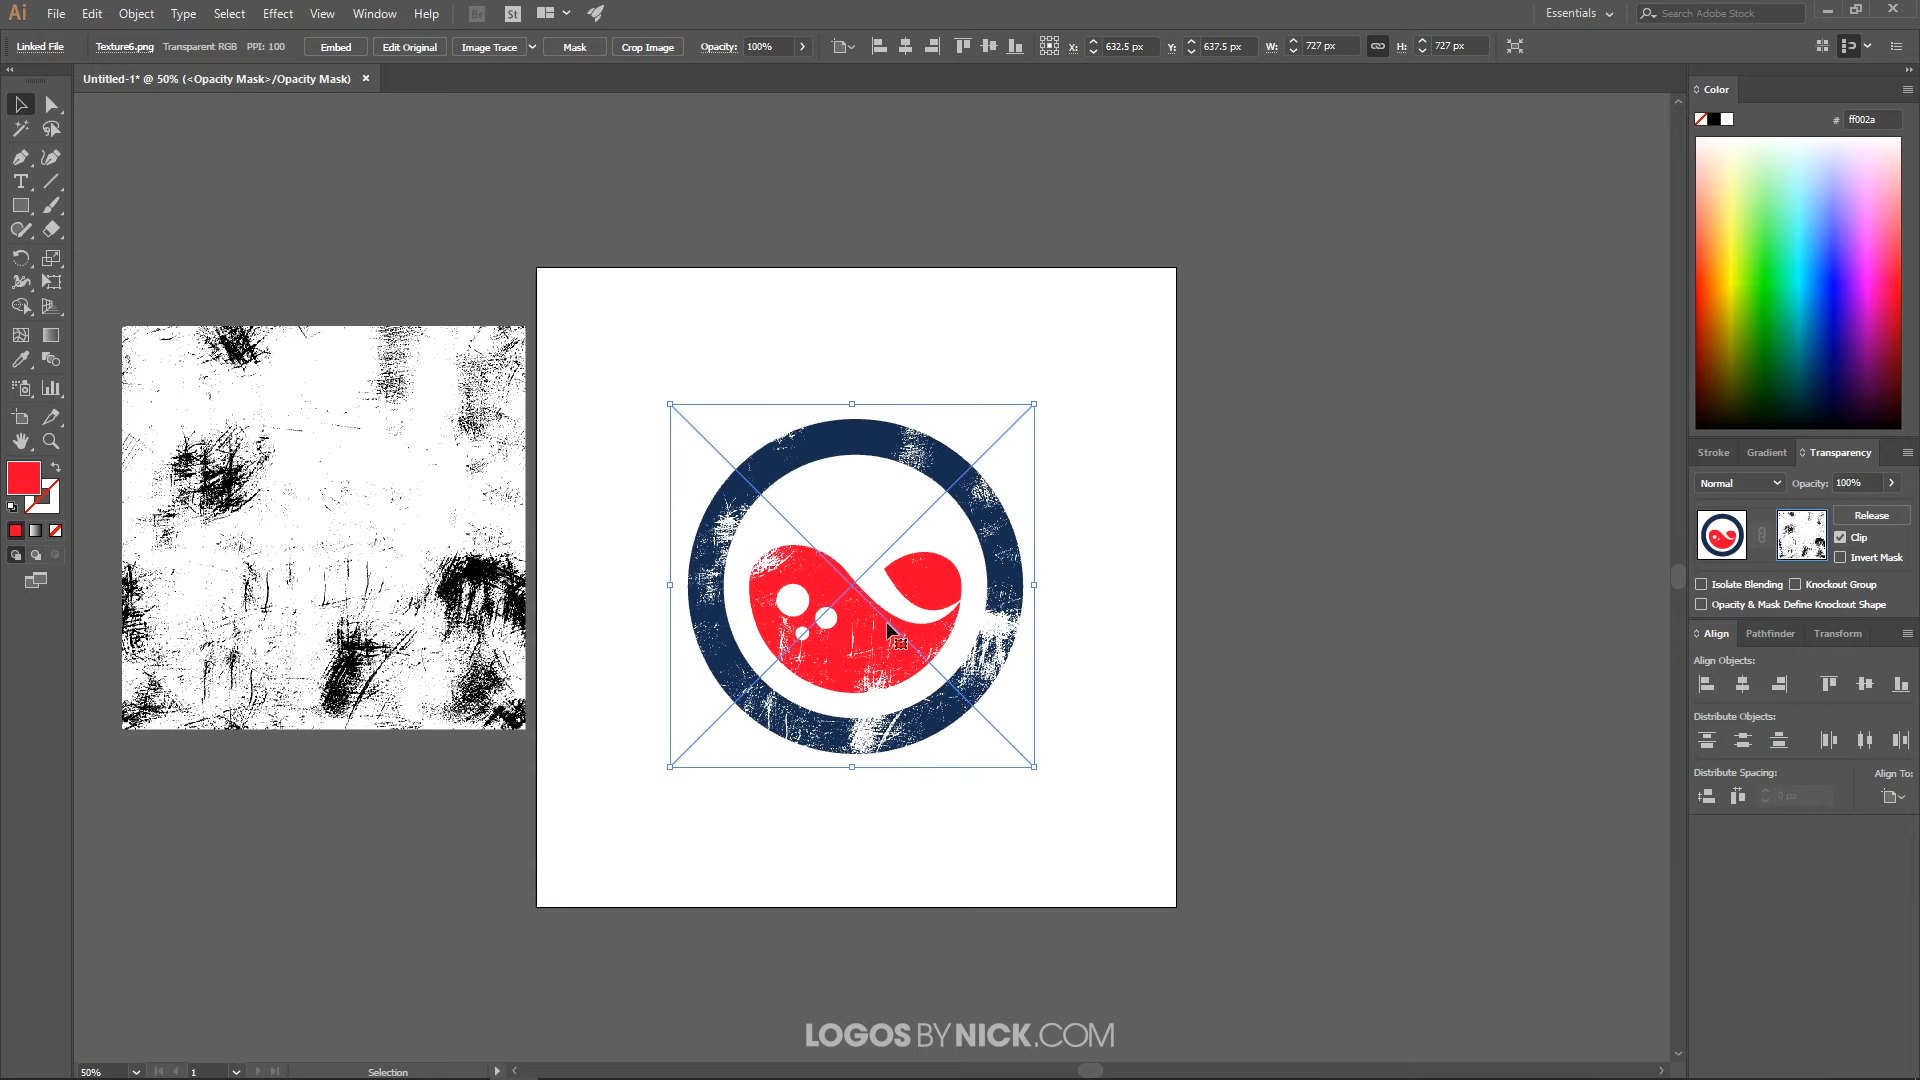 Ai File Edit Object Type Select Effect View Window Help Br St Essentials Search Adobe Stock
Linked File Texture6.png Transparent RGB PPI: 100 Embed Edit Original Image Trace Mask Crop Image Opacity: 100% X: 632.5 px Y: 637.5 px W: 727 px H: 727 px
Untitled-1* @ 50% (<Opacity Mask>/Opacity Mask) ×
Color
# ff002a
Stroke Gradient Transparency
Normal Opacity: 100%
Release
Clip
Invert Mask
Isolate Blending Knockout Group
Opacity & Mask Define Knockout Shape
Align Pathfinder Transform
Align Objects:
Distribute Objects:
Distribute Spacing: Align To:
0 px
LOGOS BY NICK.COM
50% 1 Selection